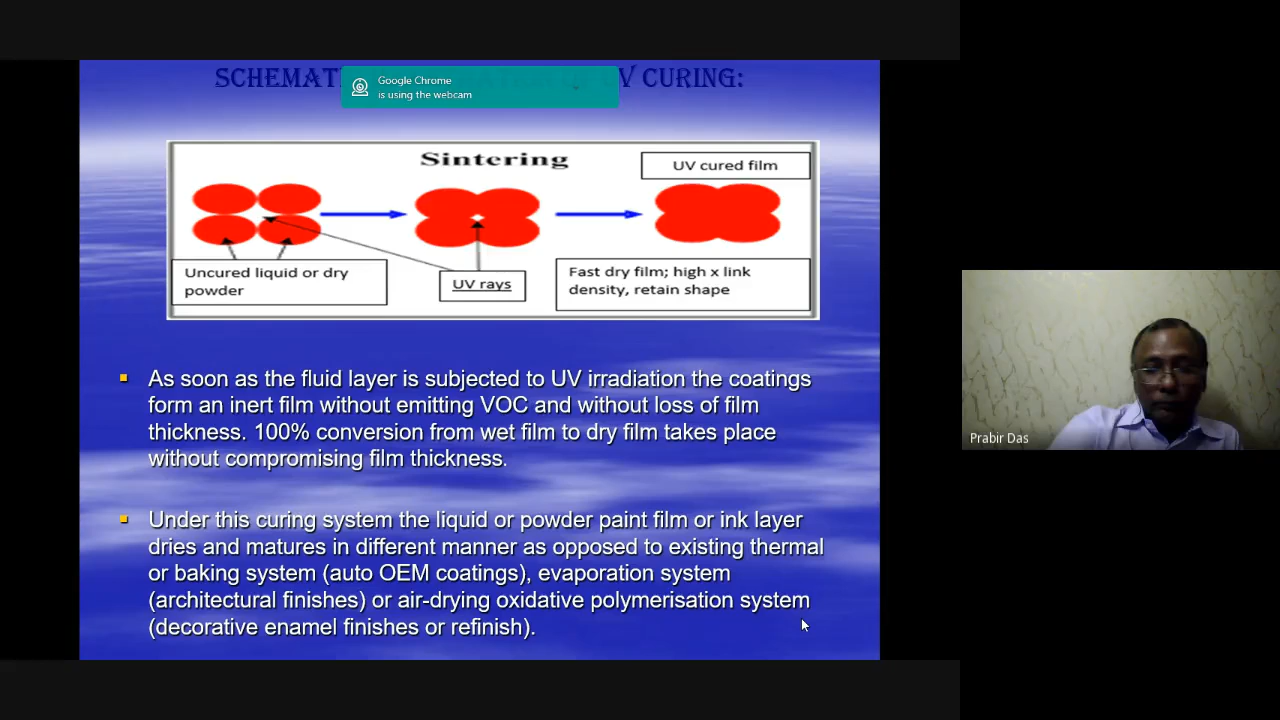 SCHEMAT
V CURING:
Google Chrome
is using the webcam
Sintering
UV cured film
Uncured liquid or dry
powder
UV rays
Fast dry film; high x link
density, retain shape
As soon as the fluid layer is subjected to UV irradiation the coatings
form an inert film without emitting VOC and without loss of film
thickness. 100% conversion from wet film to dry film takes place
without compromising film thickness.
Under this curing system the liquid or powder paint film or ink layer
dries and matures in different manner as opposed to existing thermal
or baking system (auto OEM coatings), evaporation system
(architectural finishes) or air-drying oxidative polymerisation system
(decorative enamel finishes or refinish).
Prabir Das